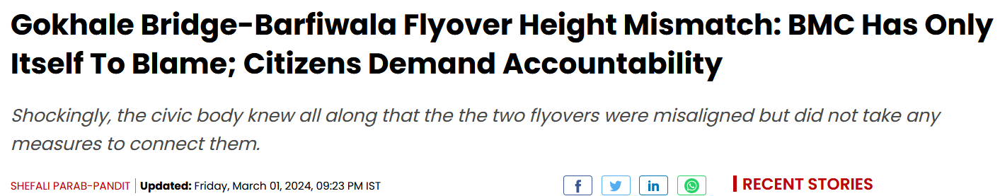 Gokhale Bridge-Barfiwala Flyover Height Mismatch: BMC Has Only
Itself To Blame; Citizens Demand Accountability
Shockingly, the civic body knew all along that the the two flyovers were misaligned but did not take any
measures to connect them.
SHEFALI PARAB-PANDIT | Updated: Friday, March 01, 2024, 09:23 PM IST
RECENT STORIES